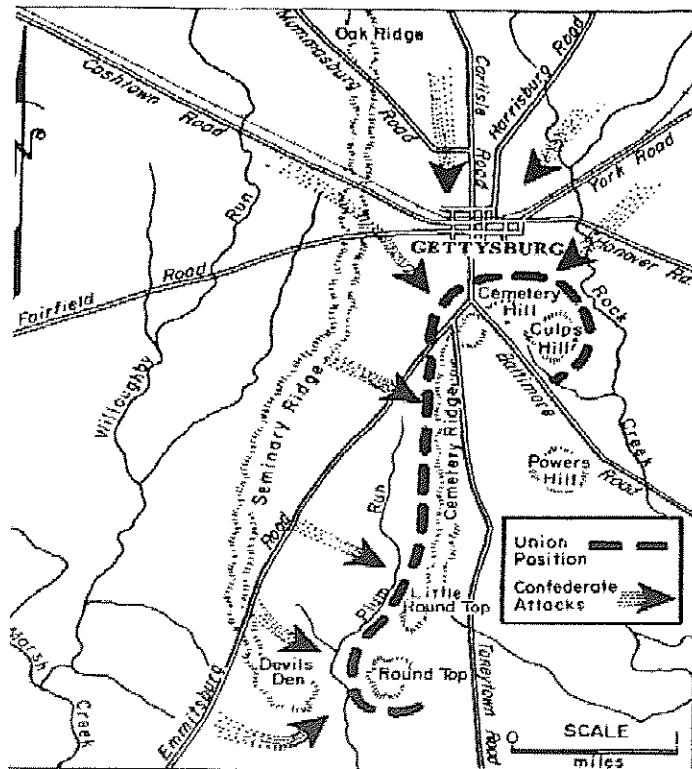 Oak Ridge
Mummasburg
Road
Carlisle
Road
Harrisburg Road
Cashtown
Road
York Road
Run
GETTYSBURG
Hanover
Fairfield
Road
Cemetery
Hill
Rock
Culps
Hill
Willoughby
Seminary Ridge
Baltimore
Road
Creek
Cemetery Ridge
Powers
Hill
Run
Plum
Road
Union
Position
Confederate
Attacks
Little
Round Top
Marsh
Creek
Devils
Den
Round Top
Emmitsburg
Taneytown
Road
0
SCALE
miles